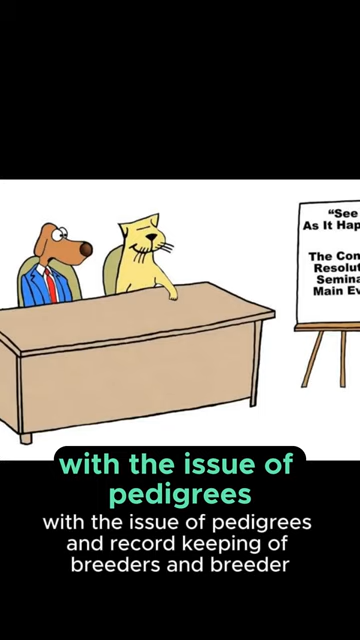 "See
As It Hap
The Con
Resolut
Semina
Main Ev
with the issue of
pedigrees
with the issue of pedigrees
and record keeping of
breeders and breeder